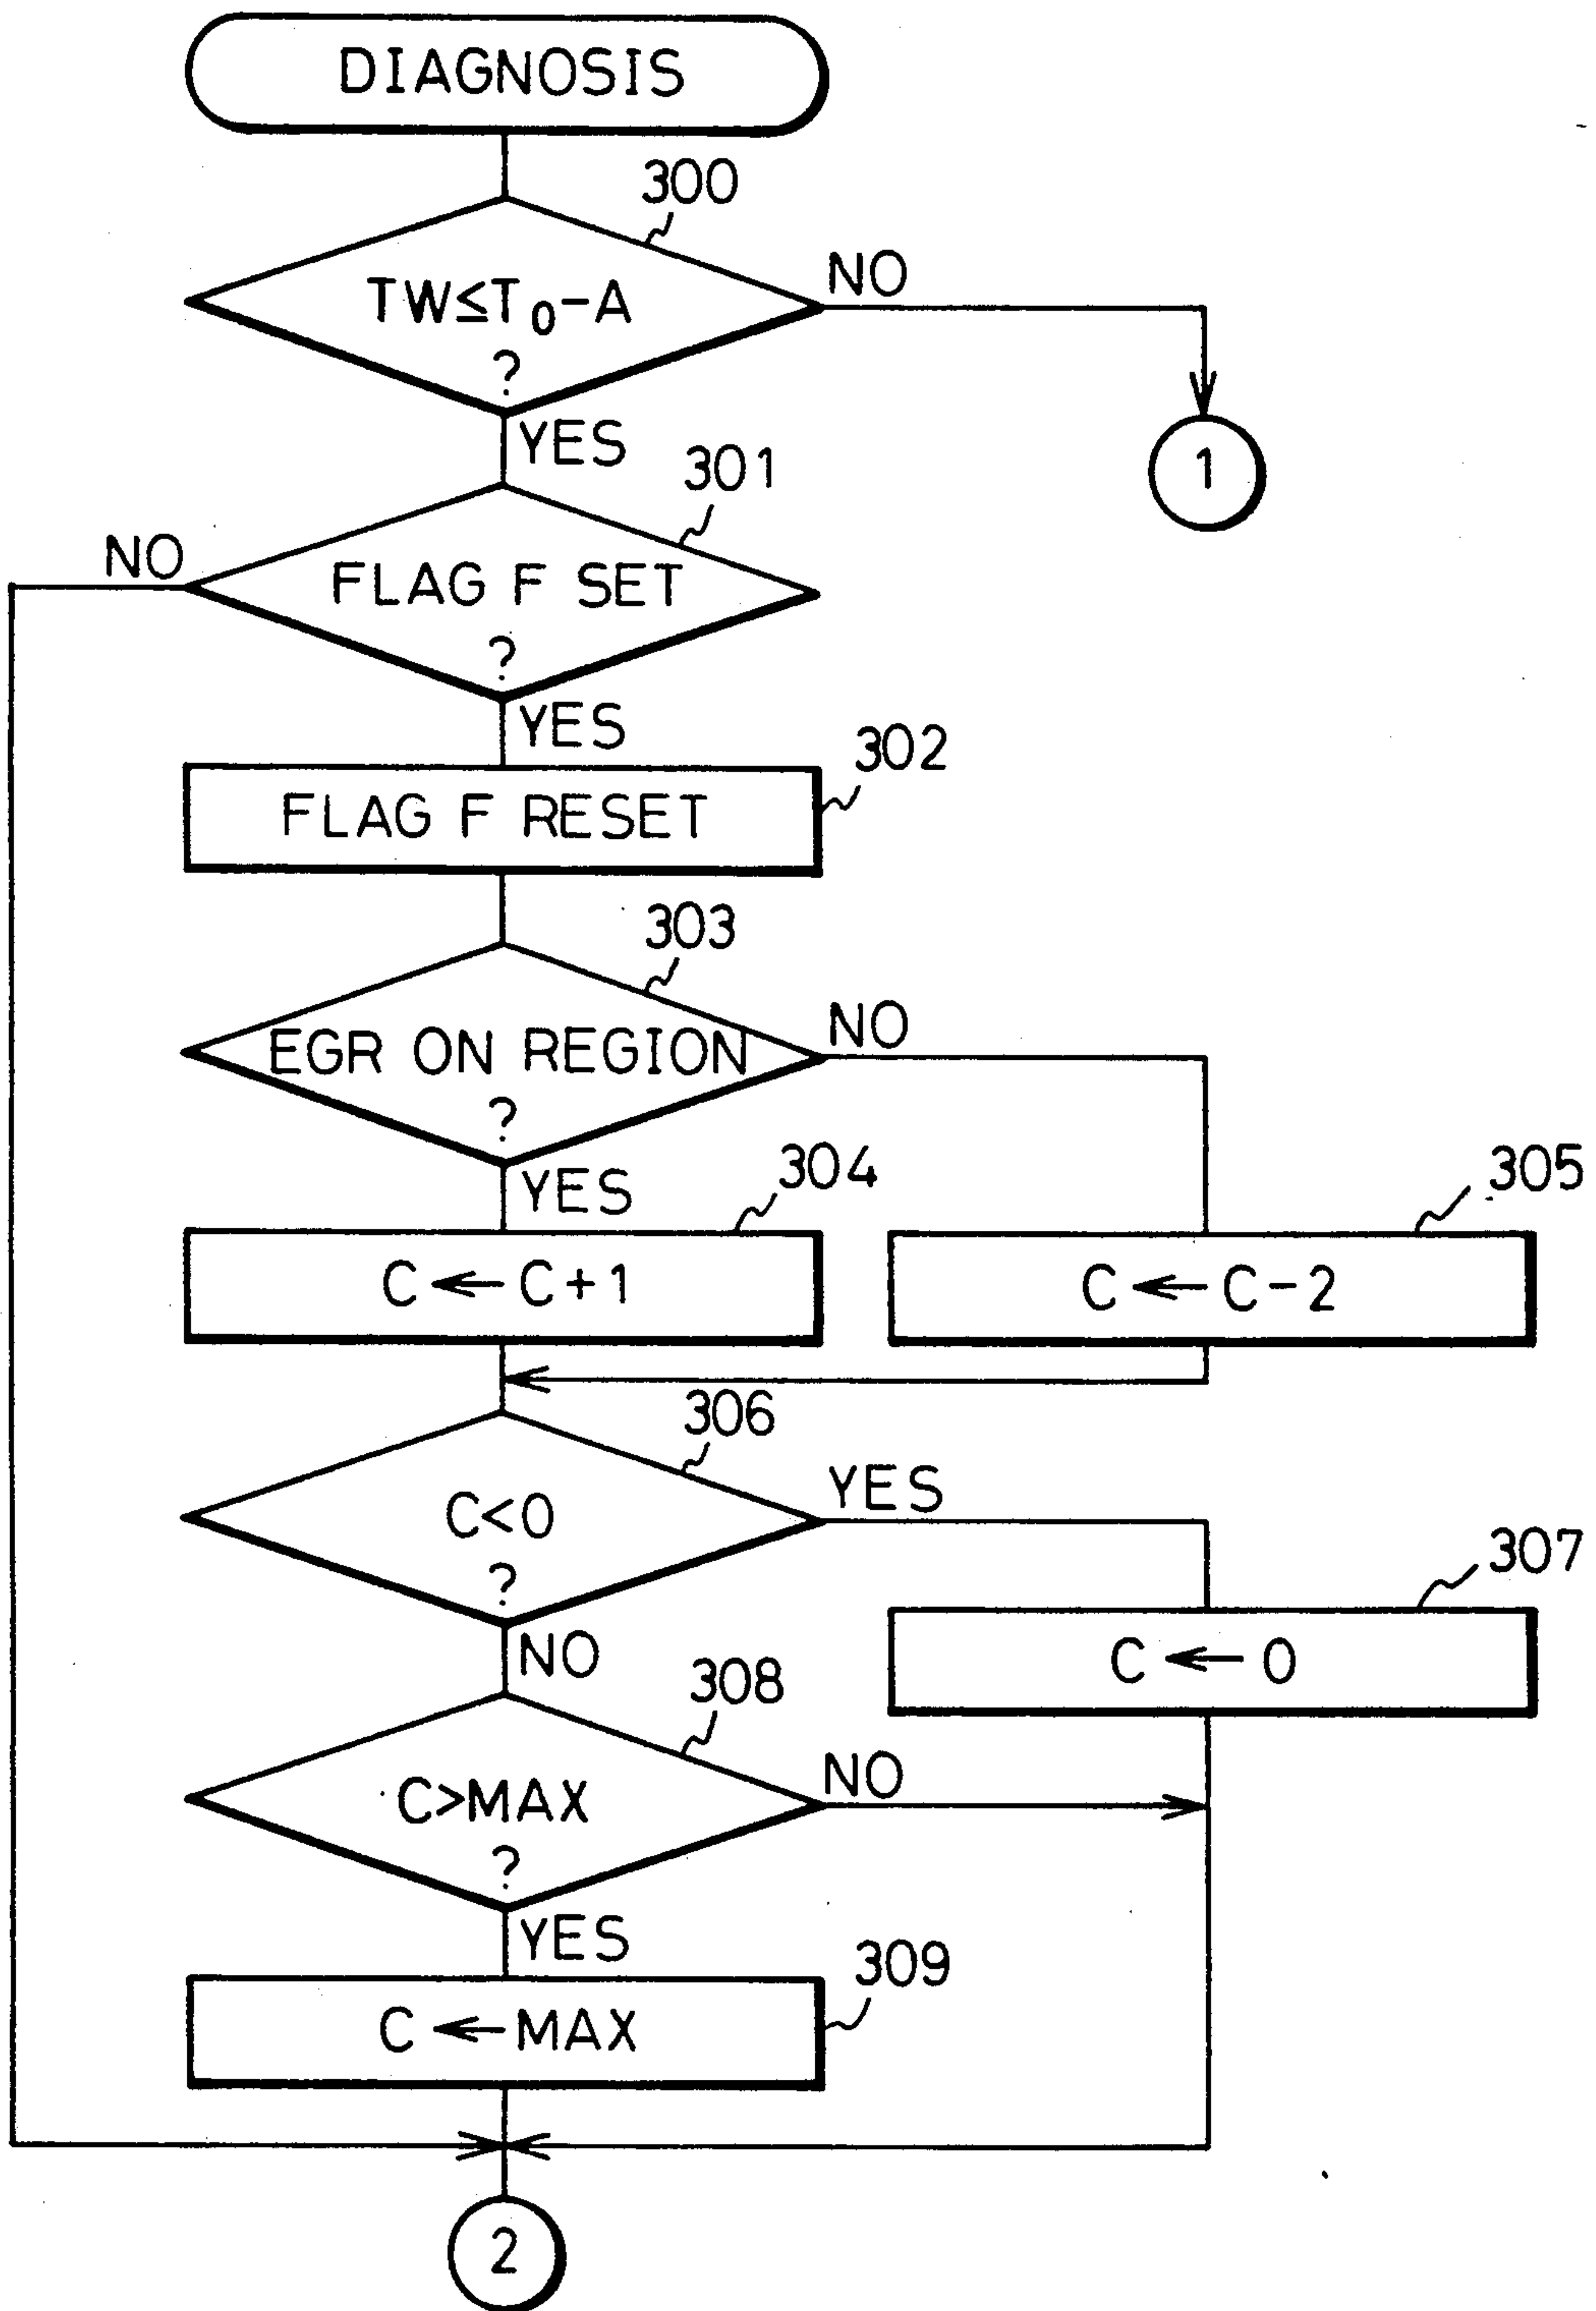 DIAGNOSIS
300
TW≤T₀-A
?
NO
1
YES
301
NO
FLAG F SET
?
YES
302
FLAG F RESET
303
EGR ON REGION
?
NO
YES
304
305
C ← C+1
C ← C-2
306
C<0
?
YES
307
NO
C ← 0
308
C>MAX
?
NO
YES
309
C ← MAX
2